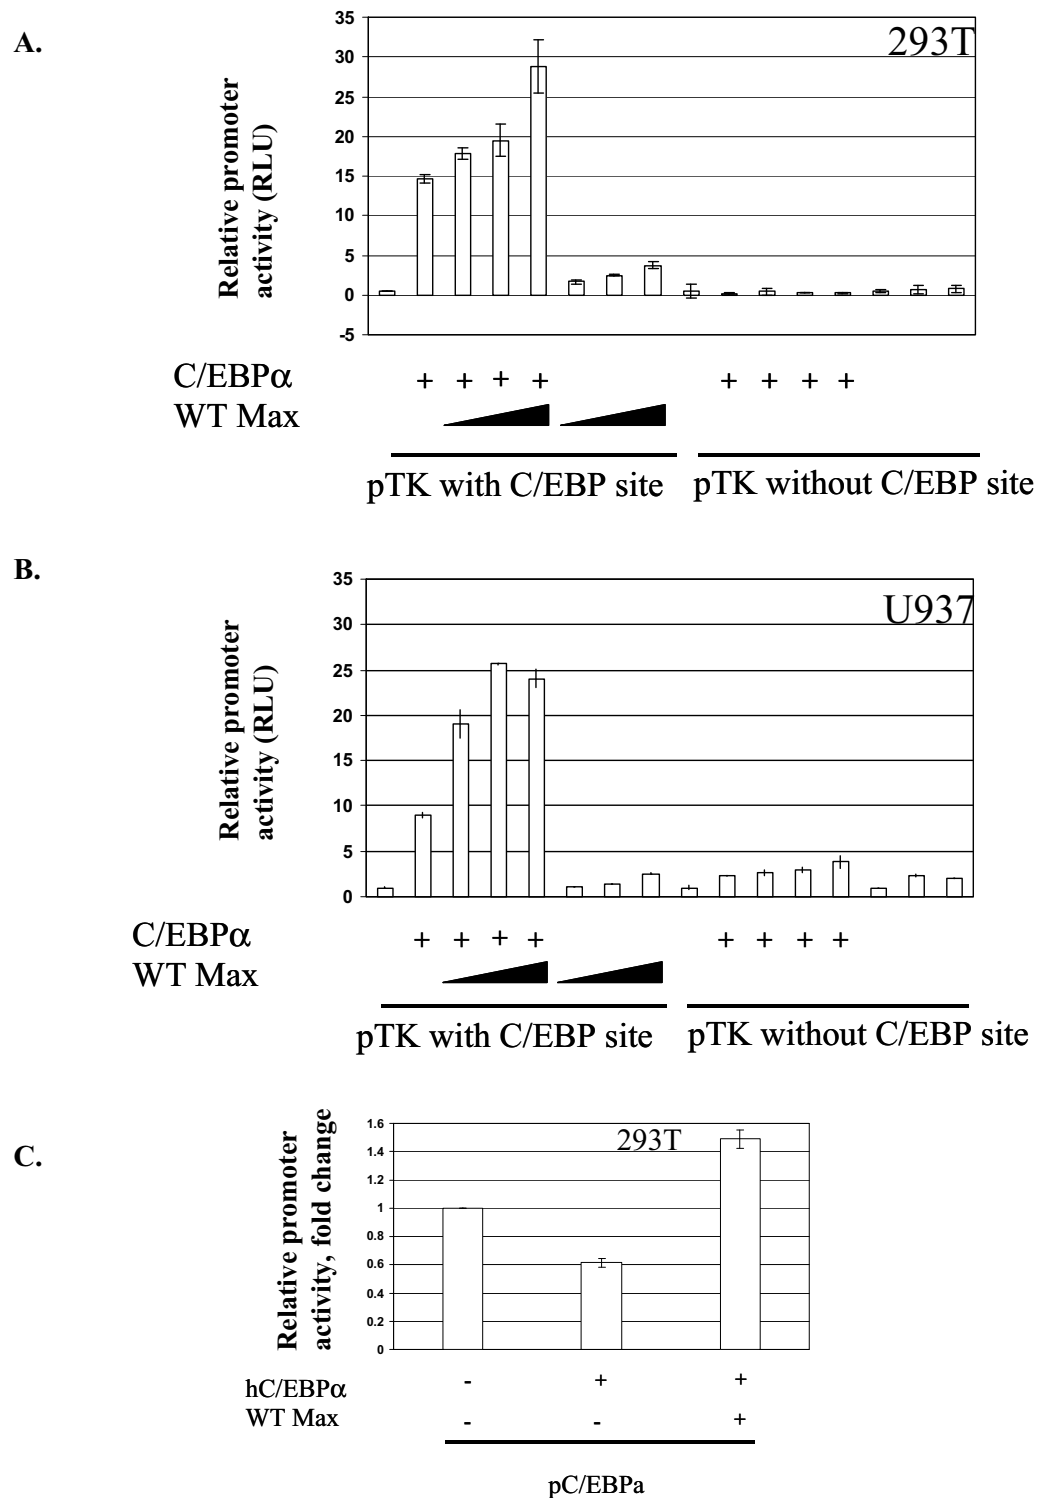 A.
293T
Relative promoter
activity (RLU)
35
30
25
20
15
10
5
0
-5
C/EBPα + + + + + + + +
WT Max
pTK with C/EBP site pTK without C/EBP site
B.
U937
Relative promoter
activity (RLU)
35
30
25
20
15
10
5
0
C/EBPα + + + + + + + +
WT Max
pTK with C/EBP site pTK without C/EBP site
C.
293T
Relative promoter
activity, fold change
1.6
1.4
1.2
1
0.8
0.6
0.4
0.2
0
hC/EBPα - + +
WT Max - - +
pC/EBPa